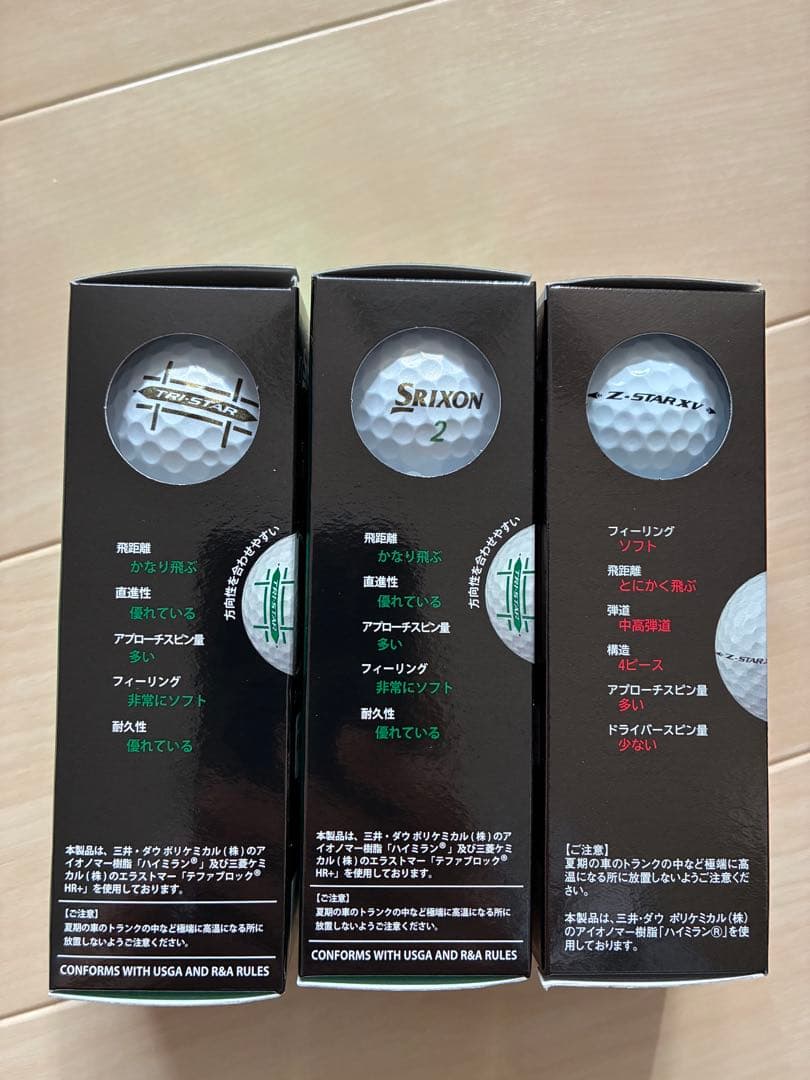 TRI-STAR
飛距離
かなり飛ぶ
直進性
優れている
アプローチスピン量
多い
フィーリング
非常にソフト
耐久性
優れている
方向性を合わせやすい
TRI-STAR
本製品は、三井・ダウ ポリケミカル(株)のア
イオノマー樹脂「ハイミラン®」及び三菱ケミ
カル(株)のエラストマー「テファブロック®
HR+」を使用しております。
【ご注意】
夏期の車のトランクの中など極端に高温になる所に
放置しないようご注意ください。
CONFORMS WITH USGA AND R&A RULES
SRIXON
2
飛距離
かなり飛ぶ
直進性
優れている
アプローチスピン量
多い
フィーリング
非常にソフト
耐久性
優れている
方向性を合わせやすい
TRI-STAR
本製品は、三井・ダウ ポリケミカル(株)のア
イオノマー樹脂「ハイミラン®」及び三菱ケミ
カル(株)のエラストマー「テファブロック®
HR+」を使用しております。
【ご注意】
夏期の車のトランクの中など極端に高温になる所に
放置しないようご注意ください。
CONFORMS WITH USGA AND R&A RULES
Z-STAR XV
フィーリング
ソフト
飛距離
とにかく飛ぶ
弾道
中高弾道
構造
4ピース
アプローチスピン量
多い
ドライバースピン量
少ない
Z-STAR X
【ご注意】
夏期の車のトランクの中など極端に高
温になる所に放置しないようご注意くだ
さい。
本製品は、三井・ダウ ポリケミカル(株)
のアイオノマー樹脂「ハイミラン®」を使
用しております。